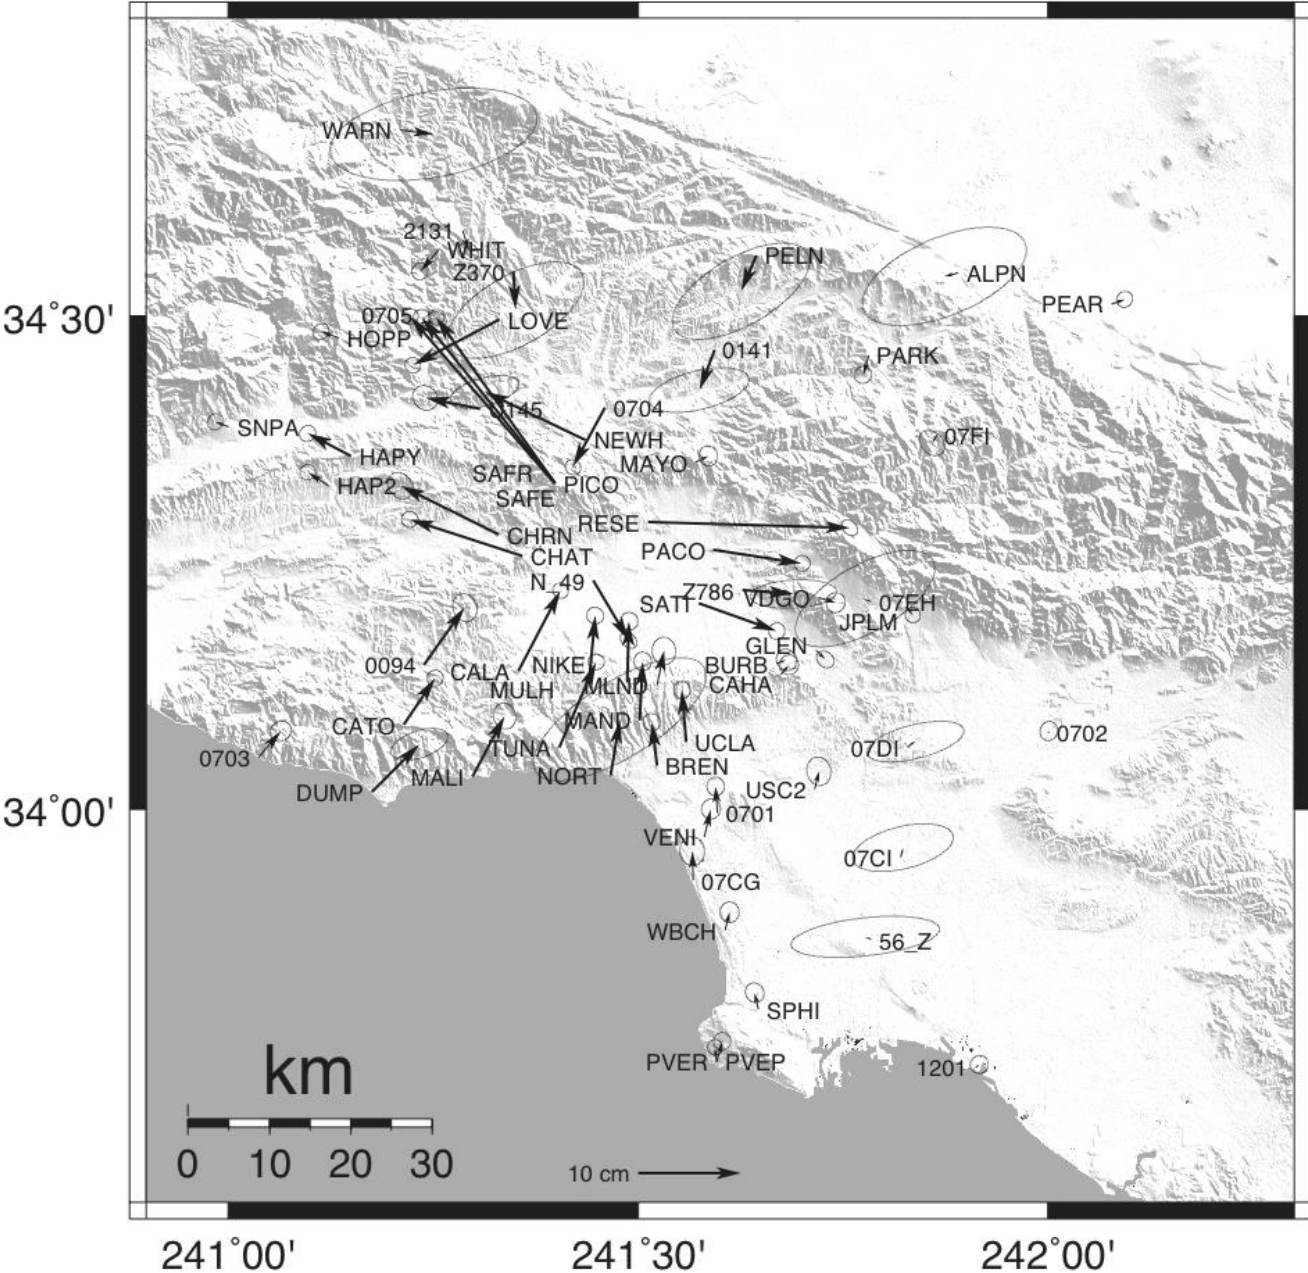 WARN
2131
WHIT
Z370
PELN
ALPN
PEAR
34°30'
0705
HOPP
LOVE
0141
PARK
0145
0704
SNPA
NEWH
07FI
MAYO
HAPY
SAFR
HAP2
SAFE
PICO
RESE
CHRN
CHAT
PACO
N_49
Z786
VDGO
07EH
SATI
JPLM
GLEN
0094
CALA
NIKE
BURB
MULH
MLND
CAHA
CATO
MAND
0703
TUNA
UCLA
07DI
0702
DUMP
MALI
NORT
BREN
USC2
34°00'
0701
VENI
07CI
07CG
WBCH
56_Z
SPHI
PVER
PVEP
1201
km
0 10 20 30
10 cm
241°00' 241°30' 242°00'